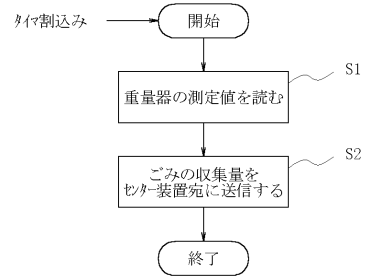 ﾀｲﾏ割込み
開始
重量器の測定値を読む
S1
ごみの収集量を
ｾﾝﾀｰ装置宛に送信する
S2
終了